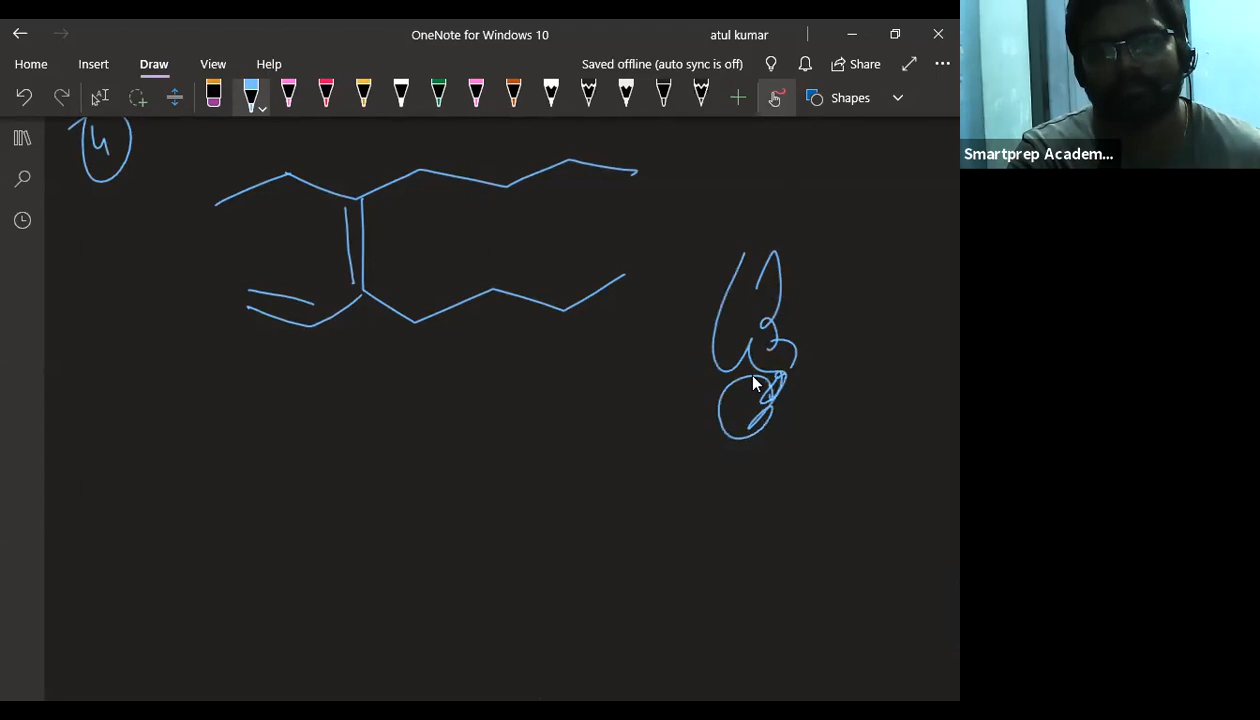 OneNote for Windows 10
atul kumar
Home Insert Draw View Help
Saved offline (auto sync is off)
Share
Shapes
Smartprep Academ...
4